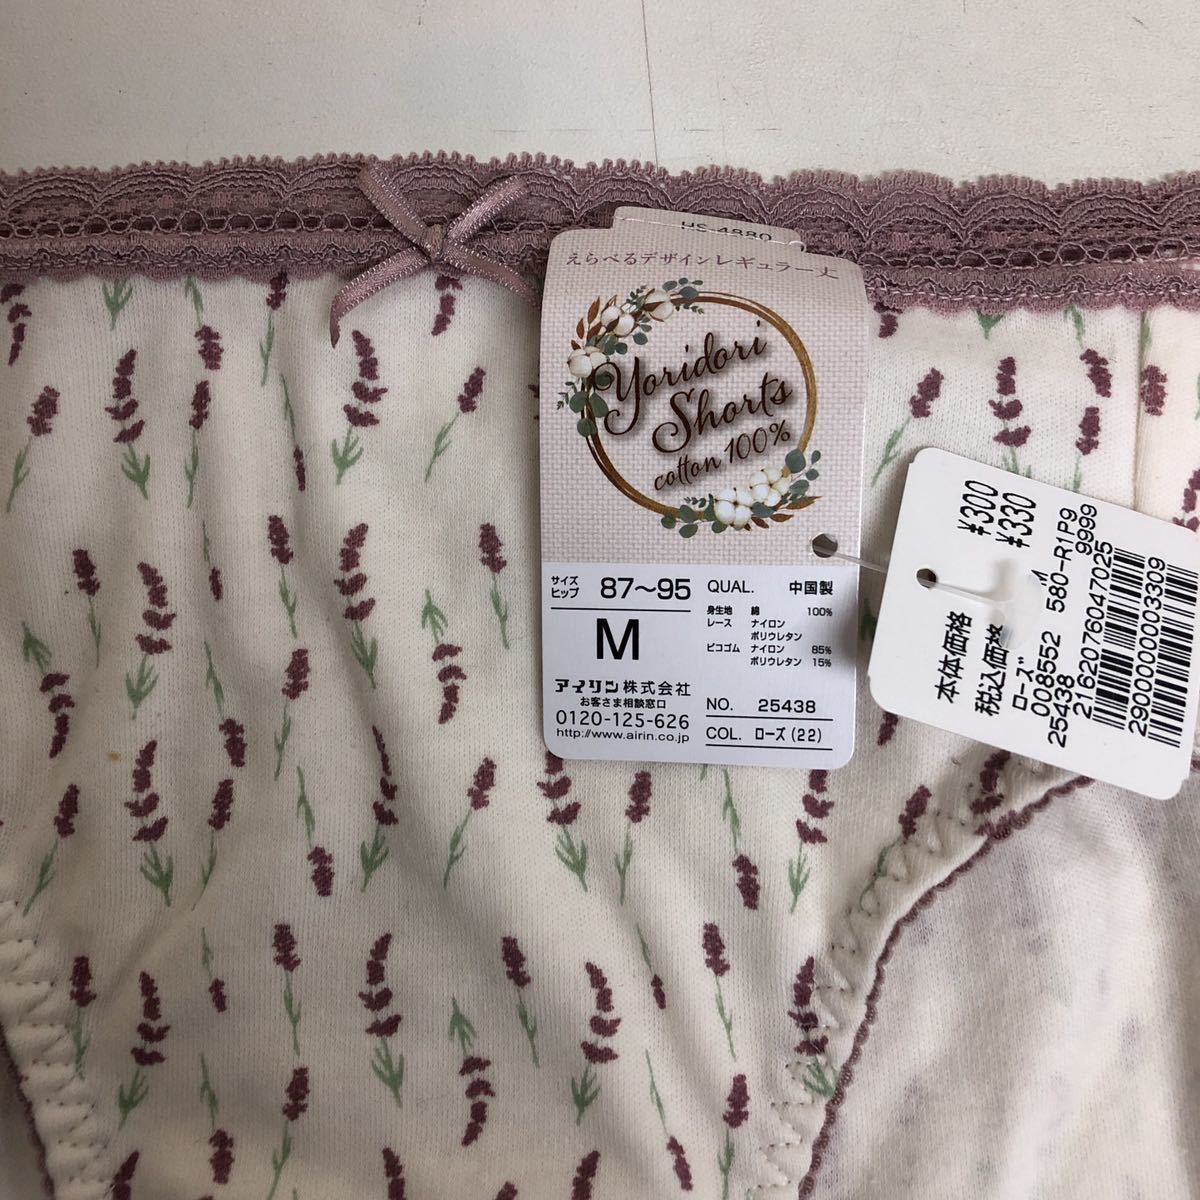 HS-4880
えらべるデザインレギュラー丈
Yoridori
Shorts
cotton 100%
サイズ
ヒップ 87～95
M
アイリン株式会社
お客さま相談窓口
0120-125-626
http://www.airin.co.jp
QUAL. 中国製
身生地 綿 100%
レース ナイロン
ポリウレタン
ピコゴム ナイロン 85%
ポリウレタン 15%
NO. 25438
COL. ローズ(22)
本体価格 ¥300
税込価格 ¥330
ローズ M
008552 580-R1P9
25438 9999
2162076047025
2900000003309